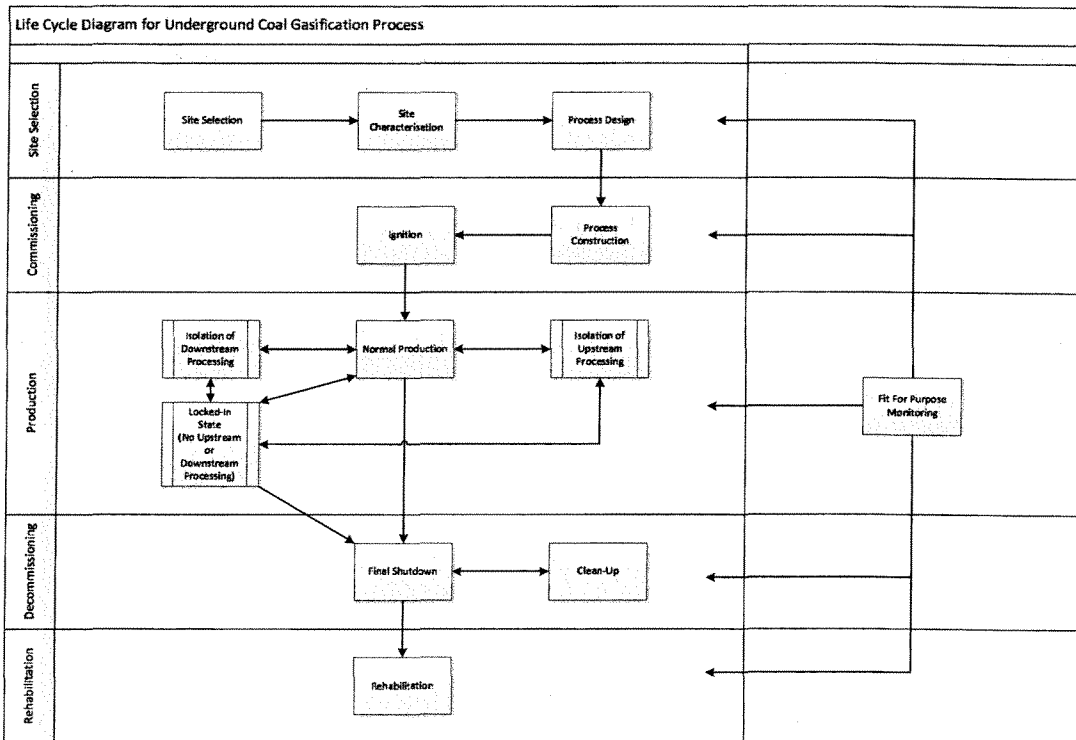 Life Cycle Diagram for Underground Coal Gasification Process
Site Selection
Site Selection
Site
Characterisation
Process Design
Commissioning
Ignition
Process
Construction
Production
Isolation of
Downstream
Processing
Normal Production
Isolation of
Upstream
Processing
Locked-In
State
(No Upstream
or
Downstream
Processing)
Fit For Purpose
Monitoring
Decommissioning
Final Shutdown
Clean-Up
Rehabilitation
Rehabilitation